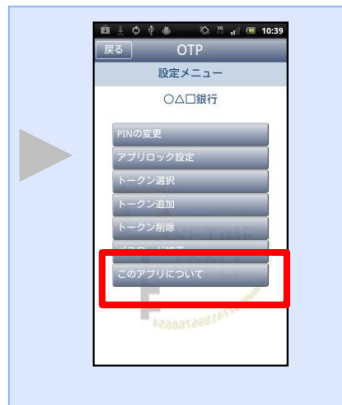 10:39
戻る
OTP
設定メニュー
○△□銀行
PINの変更
アプリロック設定
トークン選択
トークン追加
トークン削除
このアプリについて